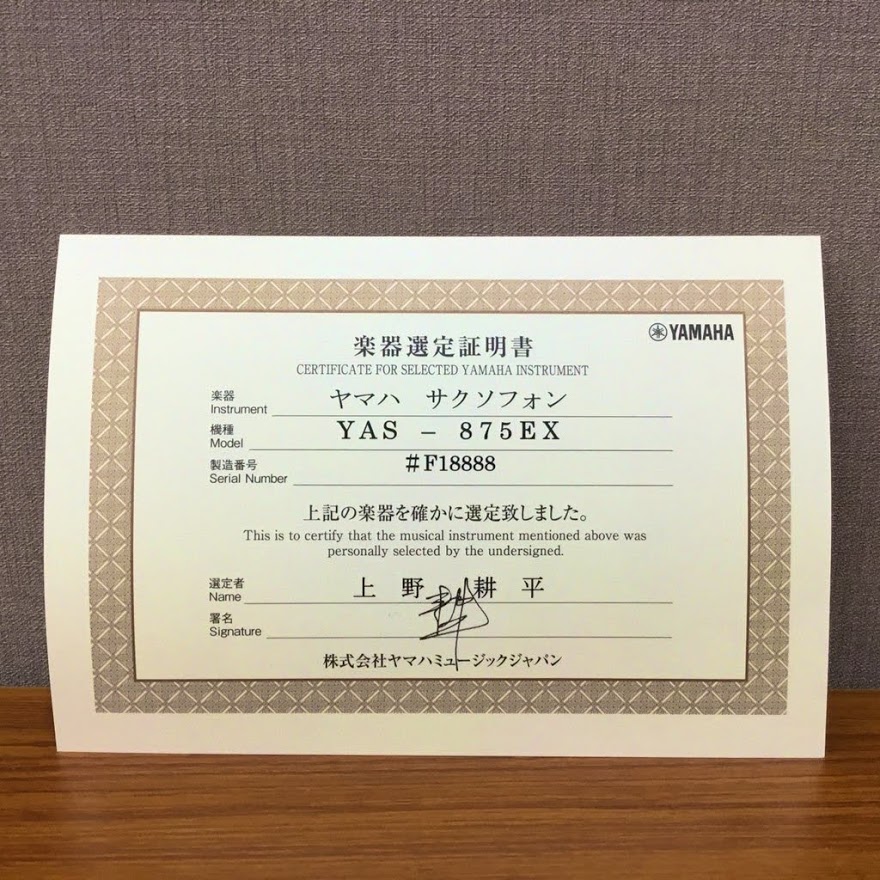 YAMAHA
楽器選定証明書
CERTIFICATE FOR SELECTED YAMAHA INSTRUMENT
楽器
Instrument ヤマハ サクソフォン
機種
Model YAS － 875EX
製造番号
Serial Number ＃F18888
上記の楽器を確かに選定致しました。
This is to certify that the musical instrument mentioned above was
personally selected by the undersigned.
選定者
Name 上野耕平
署名
Signature
株式会社ヤマハミュージックジャパン